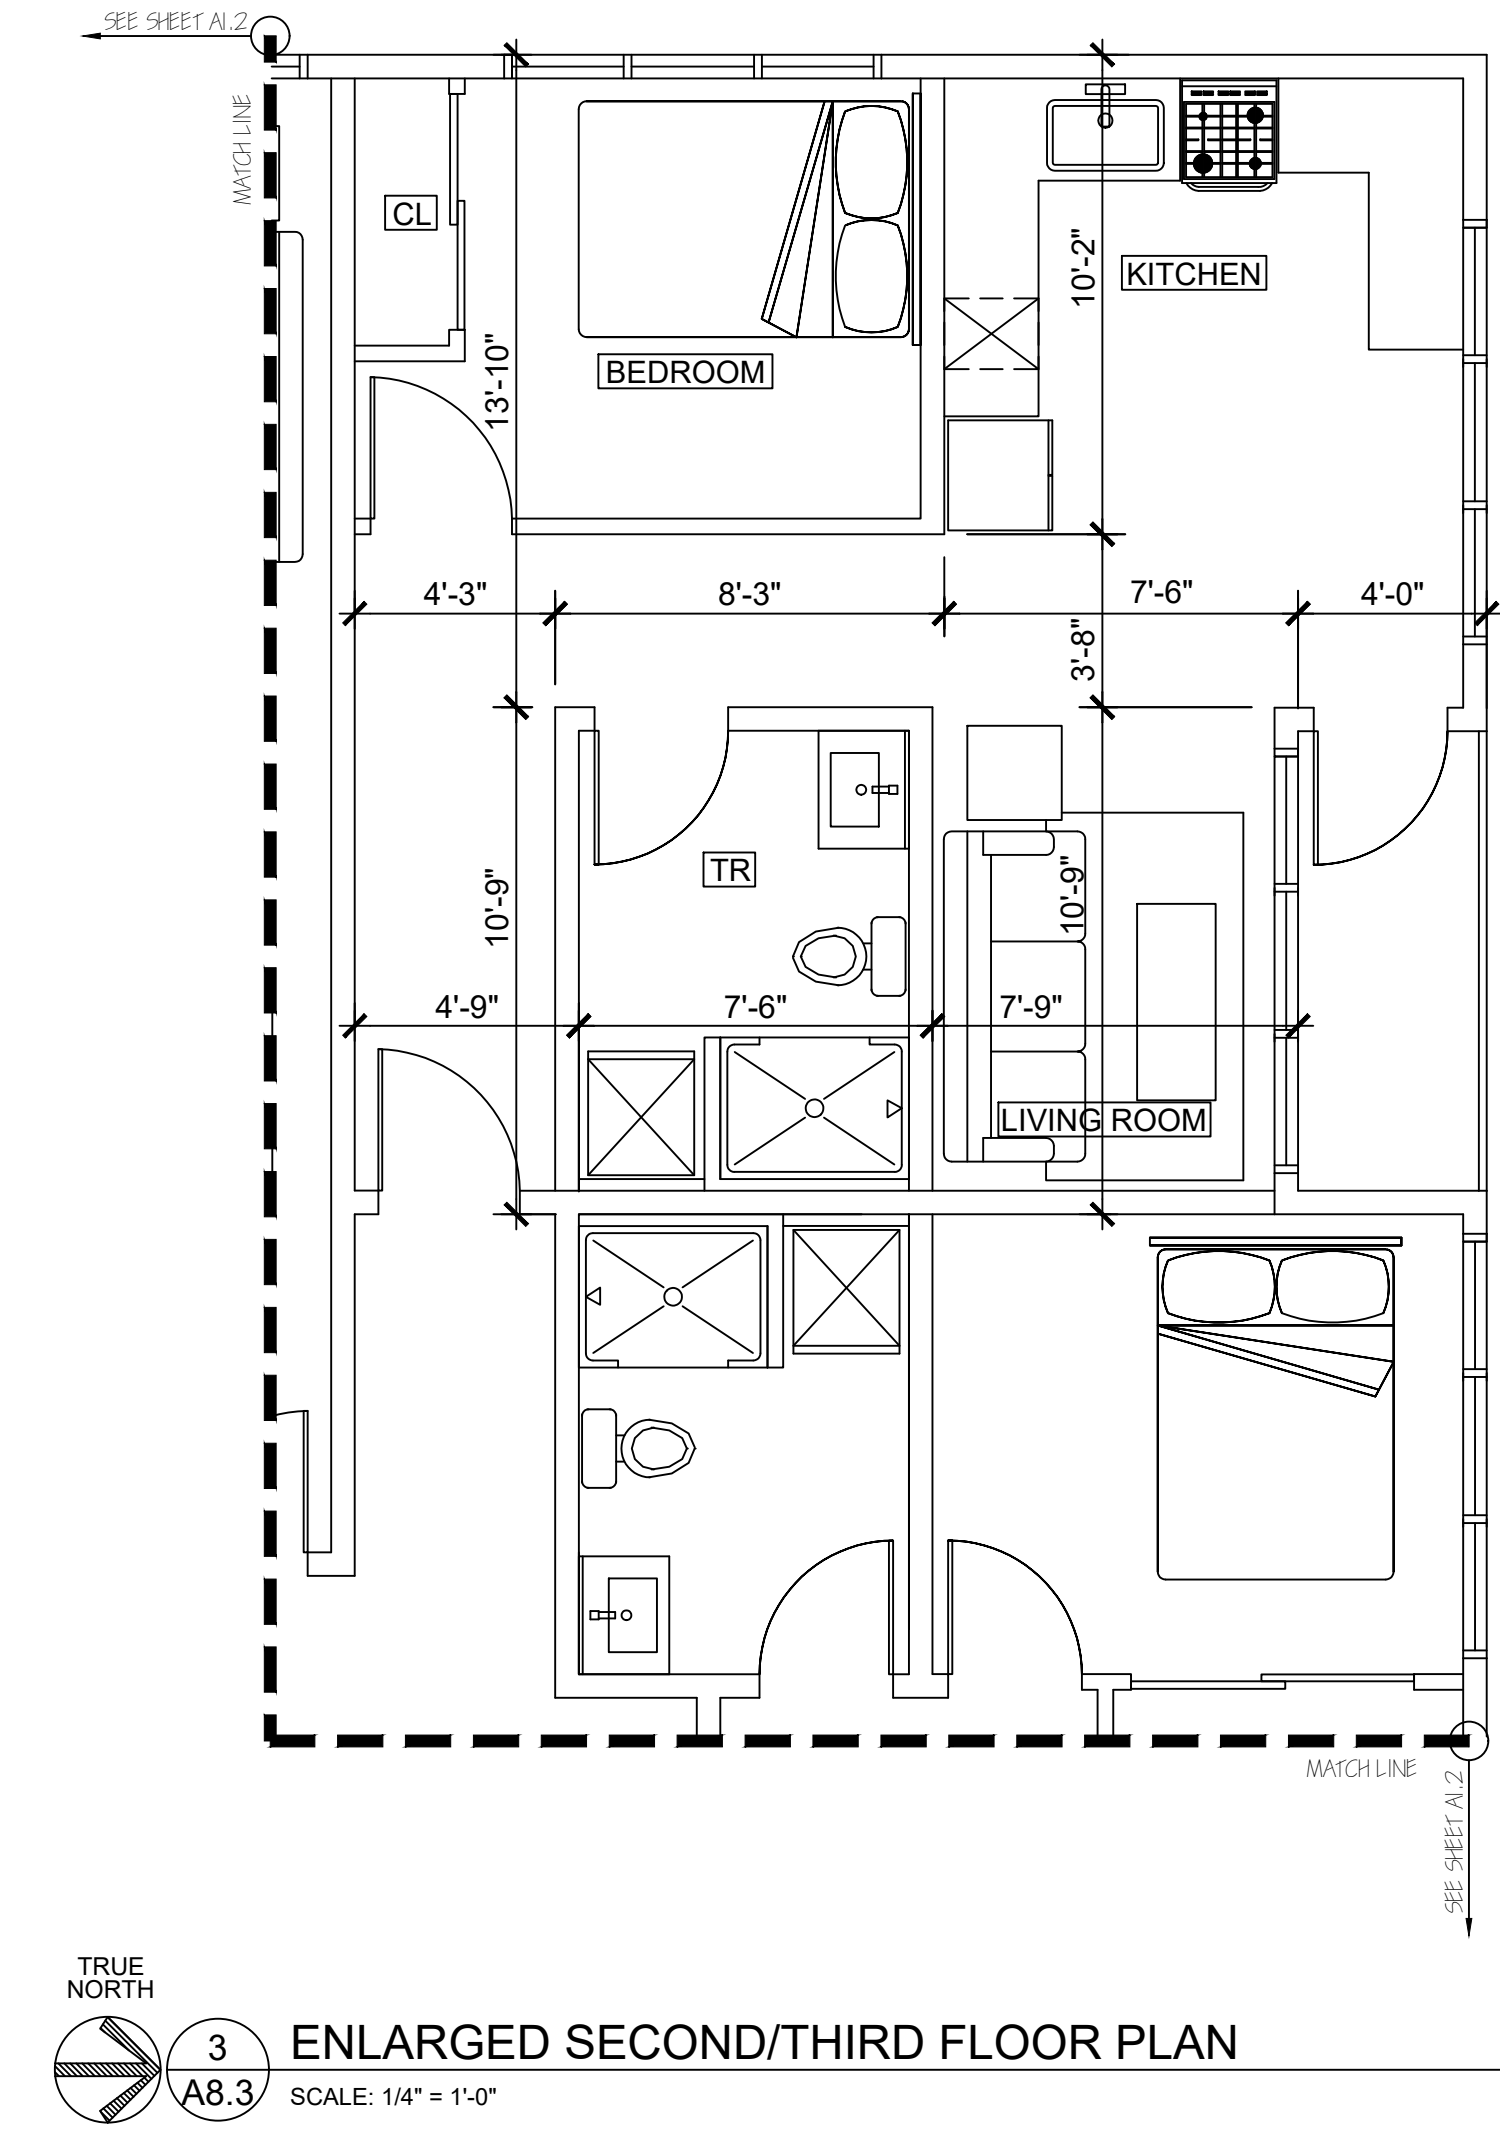 SEE SHEET A1.2
MATCH LINE
CL
BEDROOM
KITCHEN
13'-10"
10'-2"
4'-3"
8'-3"
7'-6"
4'-0"
3'-8"
TR
10'-9"
10'-9"
4'-9"
7'-6"
7'-9"
LIVING ROOM
MATCH LINE
SEE SHEET A1.2
TRUE
NORTH
3
A8.3
ENLARGED SECOND/THIRD FLOOR PLAN
SCALE: 1/4" = 1'-0"